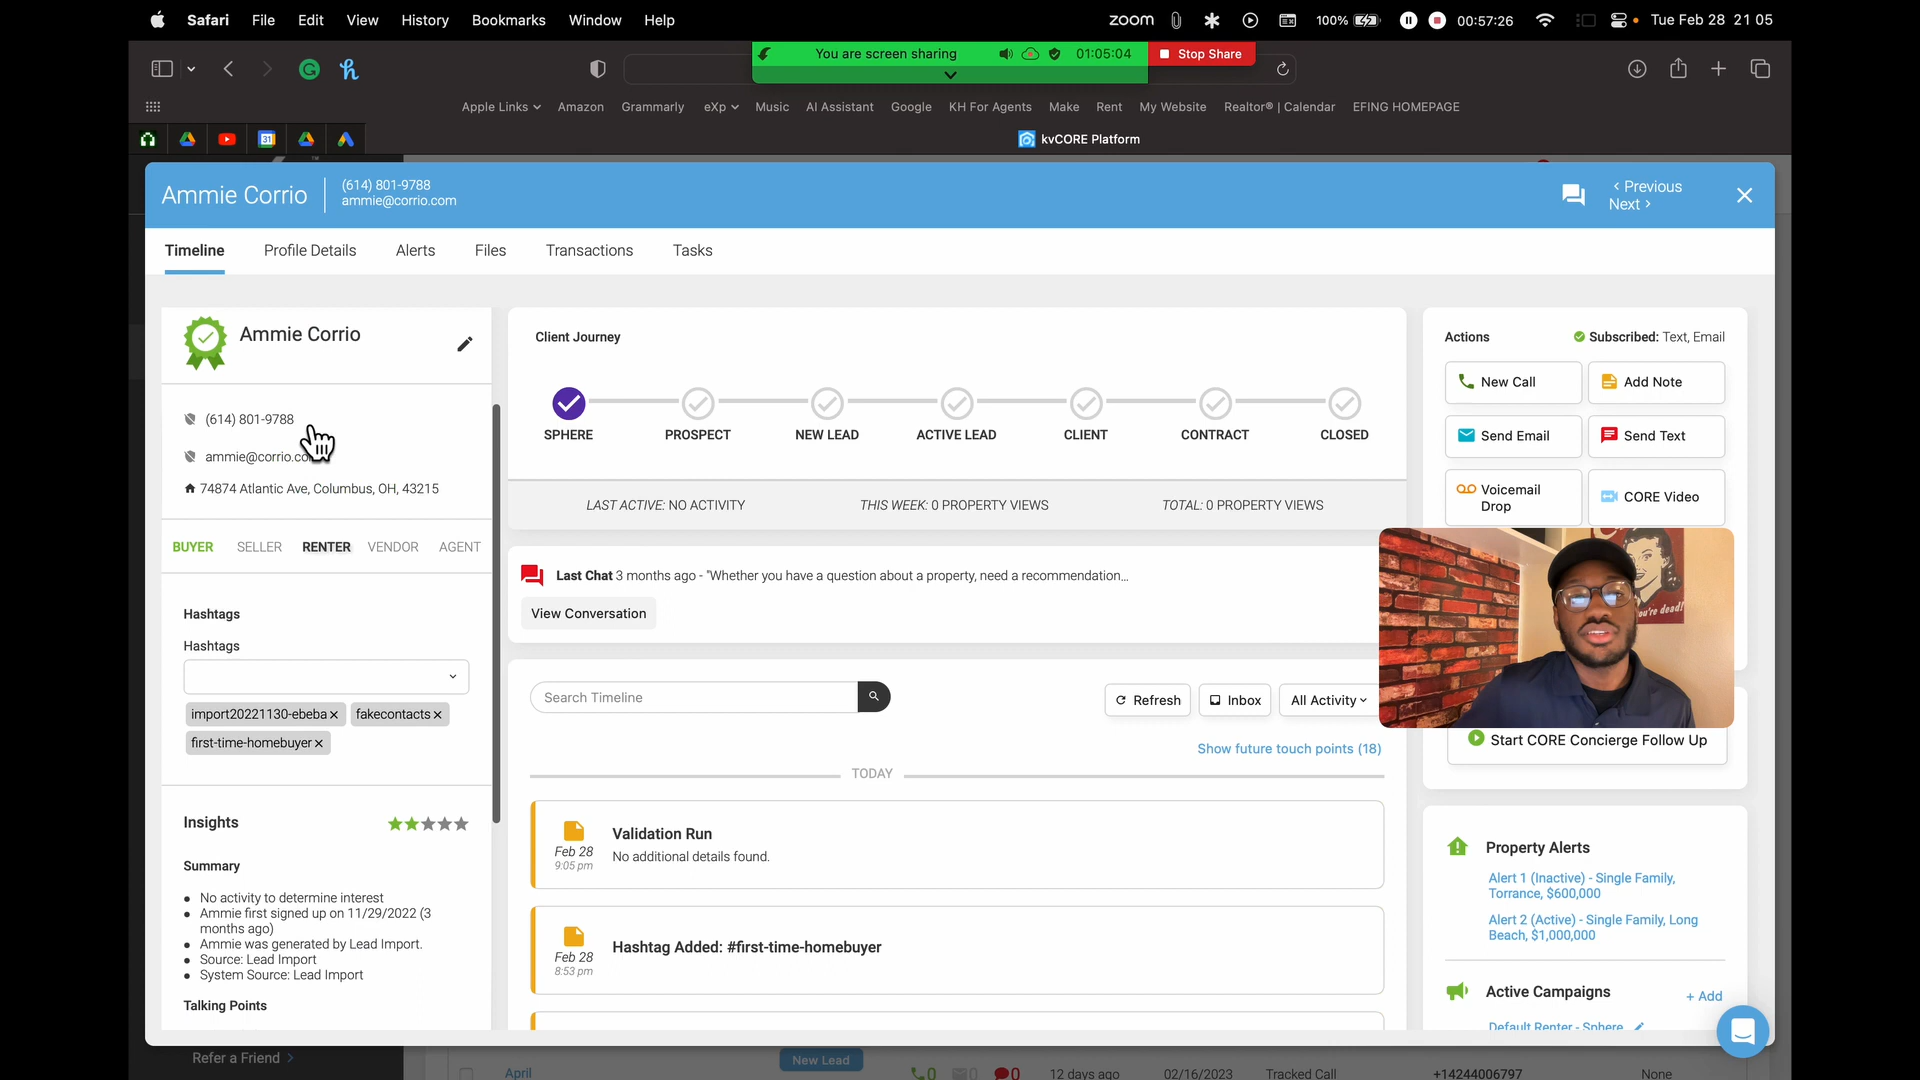 Safari File Edit View History Bookmarks Window Help
zoom 100% 00:57:26 Tue Feb 28 21 05
You are screen sharing 01:05:04 Stop Share
Apple Links Amazon Grammarly eXp Music AI Assistant Google KH For Agents Make Rent My Website Realtor® | Calendar EFING HOMEPAGE
31 kvCORE Platform
Ammie Corrio
(614) 801-9788
ammie@corrio.com
< Previous
Next >
Timeline Profile Details Alerts Files Transactions Tasks
Ammie Corrio
(614) 801-9788
ammie@corrio.co
74874 Atlantic Ave, Columbus, OH, 43215
BUYER SELLER RENTER VENDOR AGENT
Hashtags
Hashtags
import20221130-ebeba × fakecontacts ×
first-time-homebuyer ×
Insights
Summary
No activity to determine interest
Ammie first signed up on 11/29/2022 (3
months ago)
Ammie was generated by Lead Import.
Source: Lead Import
System Source: Lead Import
Talking Points
Client Journey
SPHERE PROSPECT NEW LEAD ACTIVE LEAD CLIENT CONTRACT CLOSED
LAST ACTIVE: NO ACTIVITY THIS WEEK: 0 PROPERTY VIEWS TOTAL: 0 PROPERTY VIEWS
Last Chat 3 months ago - "Whether you have a question about a property, need a recommendation...
View Conversation
Search Timeline
Refresh Inbox All Activity
Show future touch points (18)
TODAY
Validation Run
No additional details found.
Feb 28
9:05 pm
Hashtag Added: #first-time-homebuyer
Feb 28
8:53 pm
Actions Subscribed: Text, Email
New Call Add Note
Send Email Send Text
Voicemail
Drop
CORE Video
you're dead!
Start CORE Concierge Follow Up
Property Alerts
Alert 1 (Inactive) - Single Family,
Torrance, $600,000
Alert 2 (Active) - Single Family, Long
Beach, $1,000,000
Active Campaigns + Add
Default Renter - Sphere
Refer a Friend >
New Lead
April 0 0 0 12 days ago 02/16/2023 Tracked Call +14244006797 None